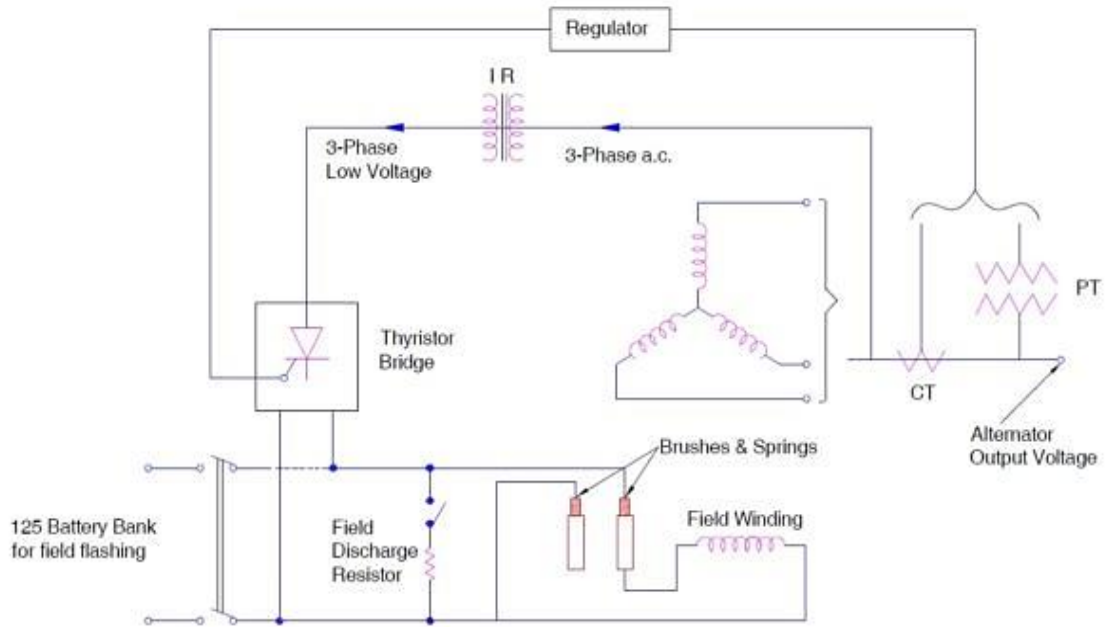 Regulator
I R
3-Phase
Low Voltage
3-Phase a.c.
PT
Thyristor
Bridge
CT
Alternator
Output Voltage
Brushes & Springs
125 Battery Bank
for field flashing
Field
Discharge
Resistor
Field Winding